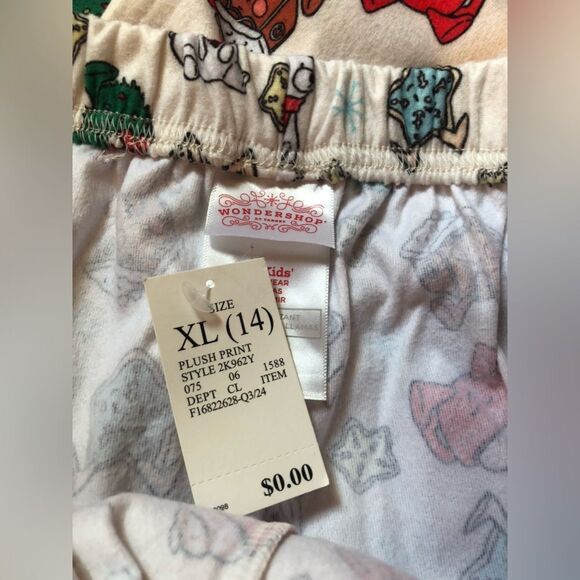 WONDERSHOP®
AT TARGET
Kids'
SIZE
XL (14)
PLUSH PRINT
STYLE 2K962Y
075 06 1588
DEPT CL ITEM
F16822628-Q3/24
$0.00